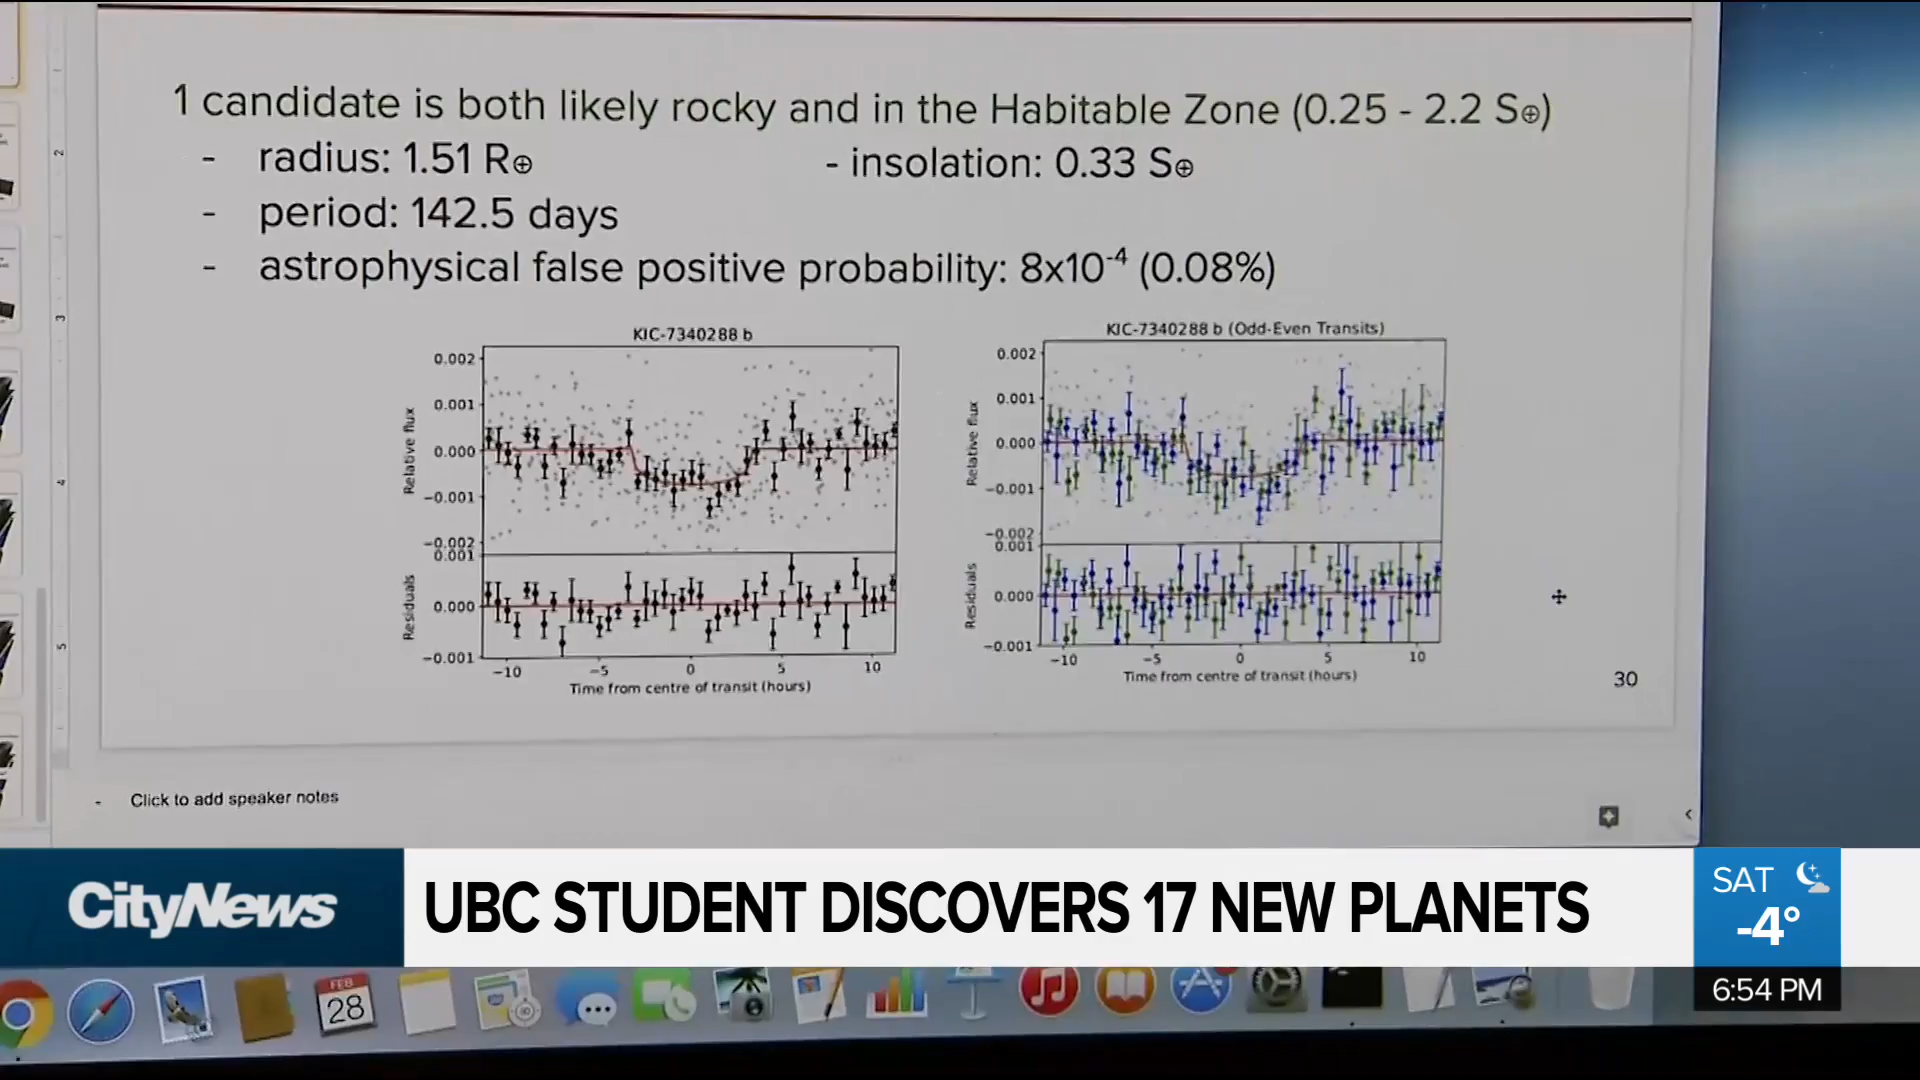 1 candidate is both likely rocky and in the Habitable Zone (0.25 - 2.2 S⊕)
- radius: 1.51 R⊕
- insolation: 0.33 S⊕
- period: 142.5 days
- astrophysical false positive probability: 8x10⁻⁴ (0.08%)
KIC-7340288 b
0.002
0.001
0.000
−0.001
−0.002
Relative flux
0.001
0.000
−0.001
Residuals
−10 −5 0 5 10
Time from centre of transit (hours)
KIC-7340288 b (Odd-Even Transits)
0.002
0.001
0.000
−0.001
−0.002
Relative flux
0.001
0.000
−0.001
Residuals
−10 −5 0 5 10
Time from centre of transit (hours)
30
2
3
4
5
Click to add speaker notes
CityNews
UBC STUDENT DISCOVERS 17 NEW PLANETS
SAT
-4°
6:54 PM
FEB
28